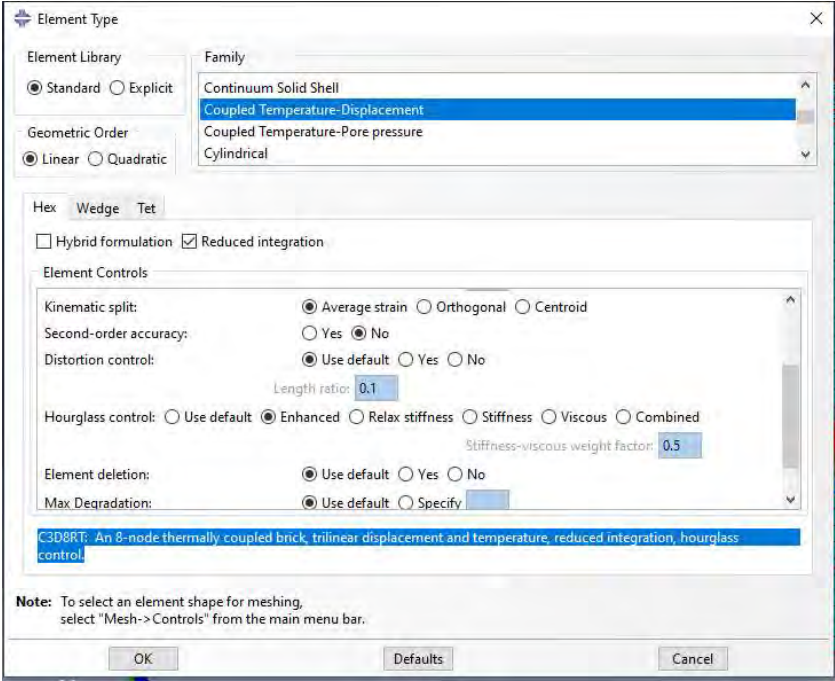 Element Type
Element Library
Standard Explicit
Geometric Order
Linear Quadratic
Family
Continuum Solid Shell
Coupled Temperature-Displacement
Coupled Temperature-Pore pressure
Cylindrical
Hex Wedge Tet
Hybrid formulation Reduced integration
Element Controls
Kinematic split: Average strain Orthogonal Centroid
Second-order accuracy: Yes No
Distortion control: Use default Yes No
Length ratio: 0.1
Hourglass control: Use default Enhanced Relax stiffness Stiffness Viscous Combined
Stiffness-viscous weight factor: 0.5
Element deletion: Use default Yes No
Max Degradation: Use default Specify
C3D8RT: An 8-node thermally coupled brick, trilinear displacement and temperature, reduced integration, hourglass
control.
Note: To select an element shape for meshing,
select "Mesh->Controls" from the main menu bar.
OK Defaults Cancel